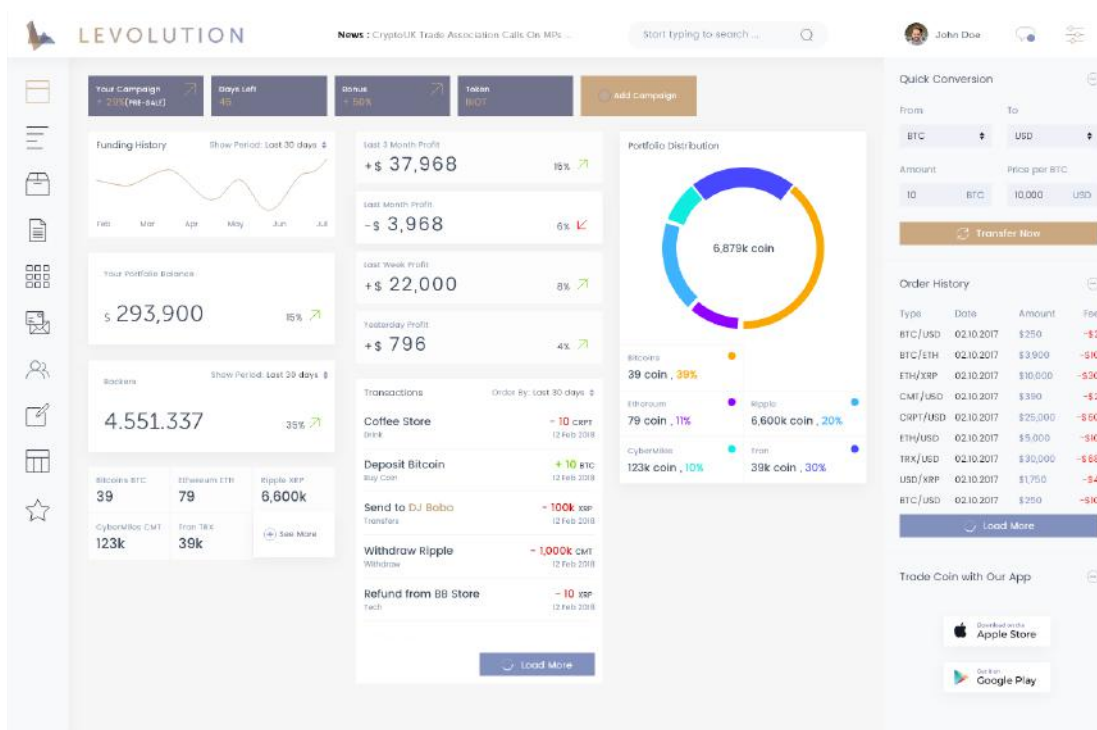 LEVOLUTION
News : CryptoUK Trade Association Calls On MPs ...
Start typing to search ...
John Doe
Your Campaign
+ 29%(PRE-SALE)
Days Left
46
Bonus
+ 50%
Token
BIOT
Add Campaign
Funding History
Show Period: Last 30 days
Feb Mar Apr May Jun Jul
Your Portfolio Balance
$ 293,900
15%
Backers
Show Period: Last 30 days
4.551.337
35%
Bitcoins BTC
39
Ethereum ETH
79
Ripple XRP
6,600k
CyberMiles CMT
123k
Tron TRX
39k
See More
Last 3 Month Profit
+$ 37,968
15%
Last Month Profit
-$ 3,968
6%
Last Week Profit
+$ 22,000
8%
Yesterday Profit
+$ 796
4%
Transactions
Order By: Last 30 days
Coffee Store - 10 CRPT
Drink 12 Feb 2018
Deposit Bitcoin + 10 BTC
Buy Coin 12 Feb 2018
Send to DJ Bobo - 100k XRP
Transfers 12 Feb 2018
Withdraw Ripple - 1,000k CMT
Withdraw 12 Feb 2018
Refund from BB Store - 10 XRP
Tech 12 Feb 2018
Load More
Portfolio Distribution
6,879k coin
Bitcoins
39 coin , 39%
Ethereum
79 coin , 11%
Ripple
6,600k coin , 20%
CyberMiles
123k coin , 10%
Tron
39k coin , 30%
Quick Conversion
From To
BTC USD
Amount Price per BTC
10 BTC 10,000 USD
Transfer Now
Order History
Type Date Amount Fee
BTC/USD 02.10.2017 $250
BTC/ETH 02.10.2017 $3,900
ETH/XRP 02.10.2017 $10,000
CMT/USD 02.10.2017 $390
CRPT/USD 02.10.2017 $25,000
ETH/USD 02.10.2017 $5,000
TRX/USD 02.10.2017 $30,000
USD/XRP 02.10.2017 $1,750
BTC/USD 02.10.2017 $250
Load More
Trade Coin with Our App
Download on the
Apple Store
Get it on
Google Play